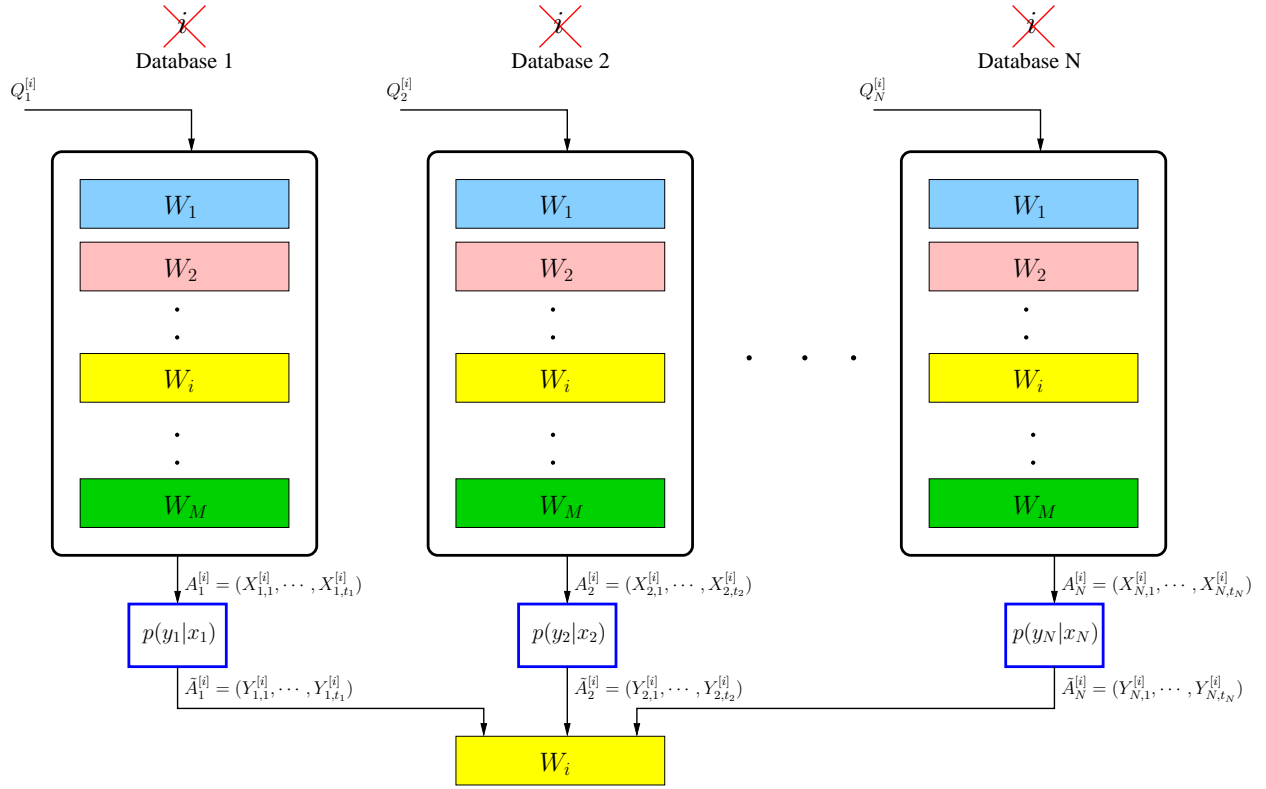 i i i
Database 1 Database 2 Database N
Q_1^{[i]} Q_2^{[i]} Q_N^{[i]}
W_1 W_1 W_1
W_2 W_2 W_2
W_i W_i W_i
W_M W_M W_M
A_1^{[i]} = (X_{1,1}^{[i]}, ⋯ , X_{1,t_1}^{[i]}) A_2^{[i]} = (X_{2,1}^{[i]}, ⋯ , X_{2,t_2}^{[i]}) A_N^{[i]} = (X_{N,1}^{[i]}, ⋯ , X_{N,t_N}^{[i]})
p(y_1|x_1) p(y_2|x_2) p(y_N|x_N)
Ã_1^{[i]} = (Y_{1,1}^{[i]}, ⋯ , Y_{1,t_1}^{[i]}) Ã_2^{[i]} = (Y_{2,1}^{[i]}, ⋯ , Y_{2,t_2}^{[i]}) Ã_N^{[i]} = (Y_{N,1}^{[i]}, ⋯ , Y_{N,t_N}^{[i]})
W_i